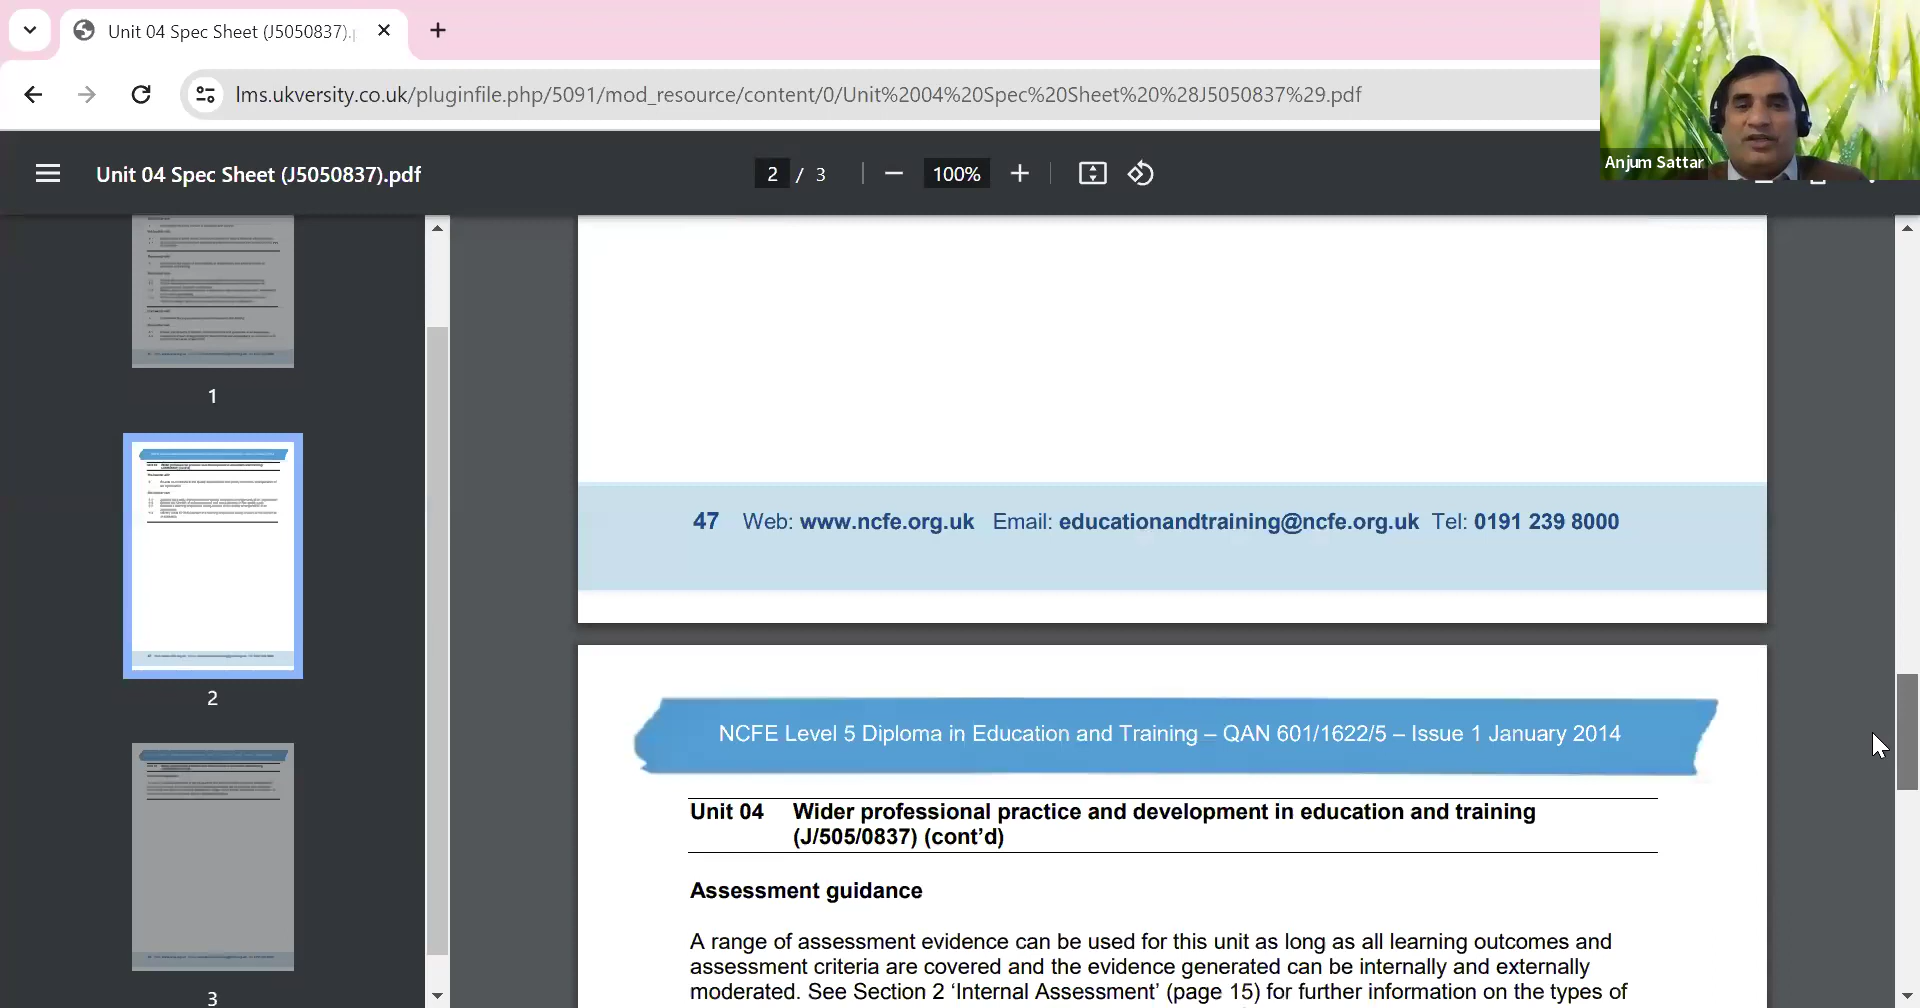 Unit 04 Spec Sheet (J5050837).
lms.ukversity.co.uk/pluginfile.php/5091/mod_resource/content/0/Unit%2004%20Spec%20Sheet%20%28J5050837%29.pdf
Anjum Sattar
Unit 04 Spec Sheet (J5050837).pdf
2 / 3
100%
1
2
3
47 Web: www.ncfe.org.uk Email: educationandtraining@ncfe.org.uk Tel: 0191 239 8000
NCFE Level 5 Diploma in Education and Training – QAN 601/1622/5 – Issue 1 January 2014
Unit 04 Wider professional practice and development in education and training
(J/505/0837) (cont’d)
Assessment guidance
A range of assessment evidence can be used for this unit as long as all learning outcomes and
assessment criteria are covered and the evidence generated can be internally and externally
moderated. See Section 2 ‘Internal Assessment’ (page 15) for further information on the types of